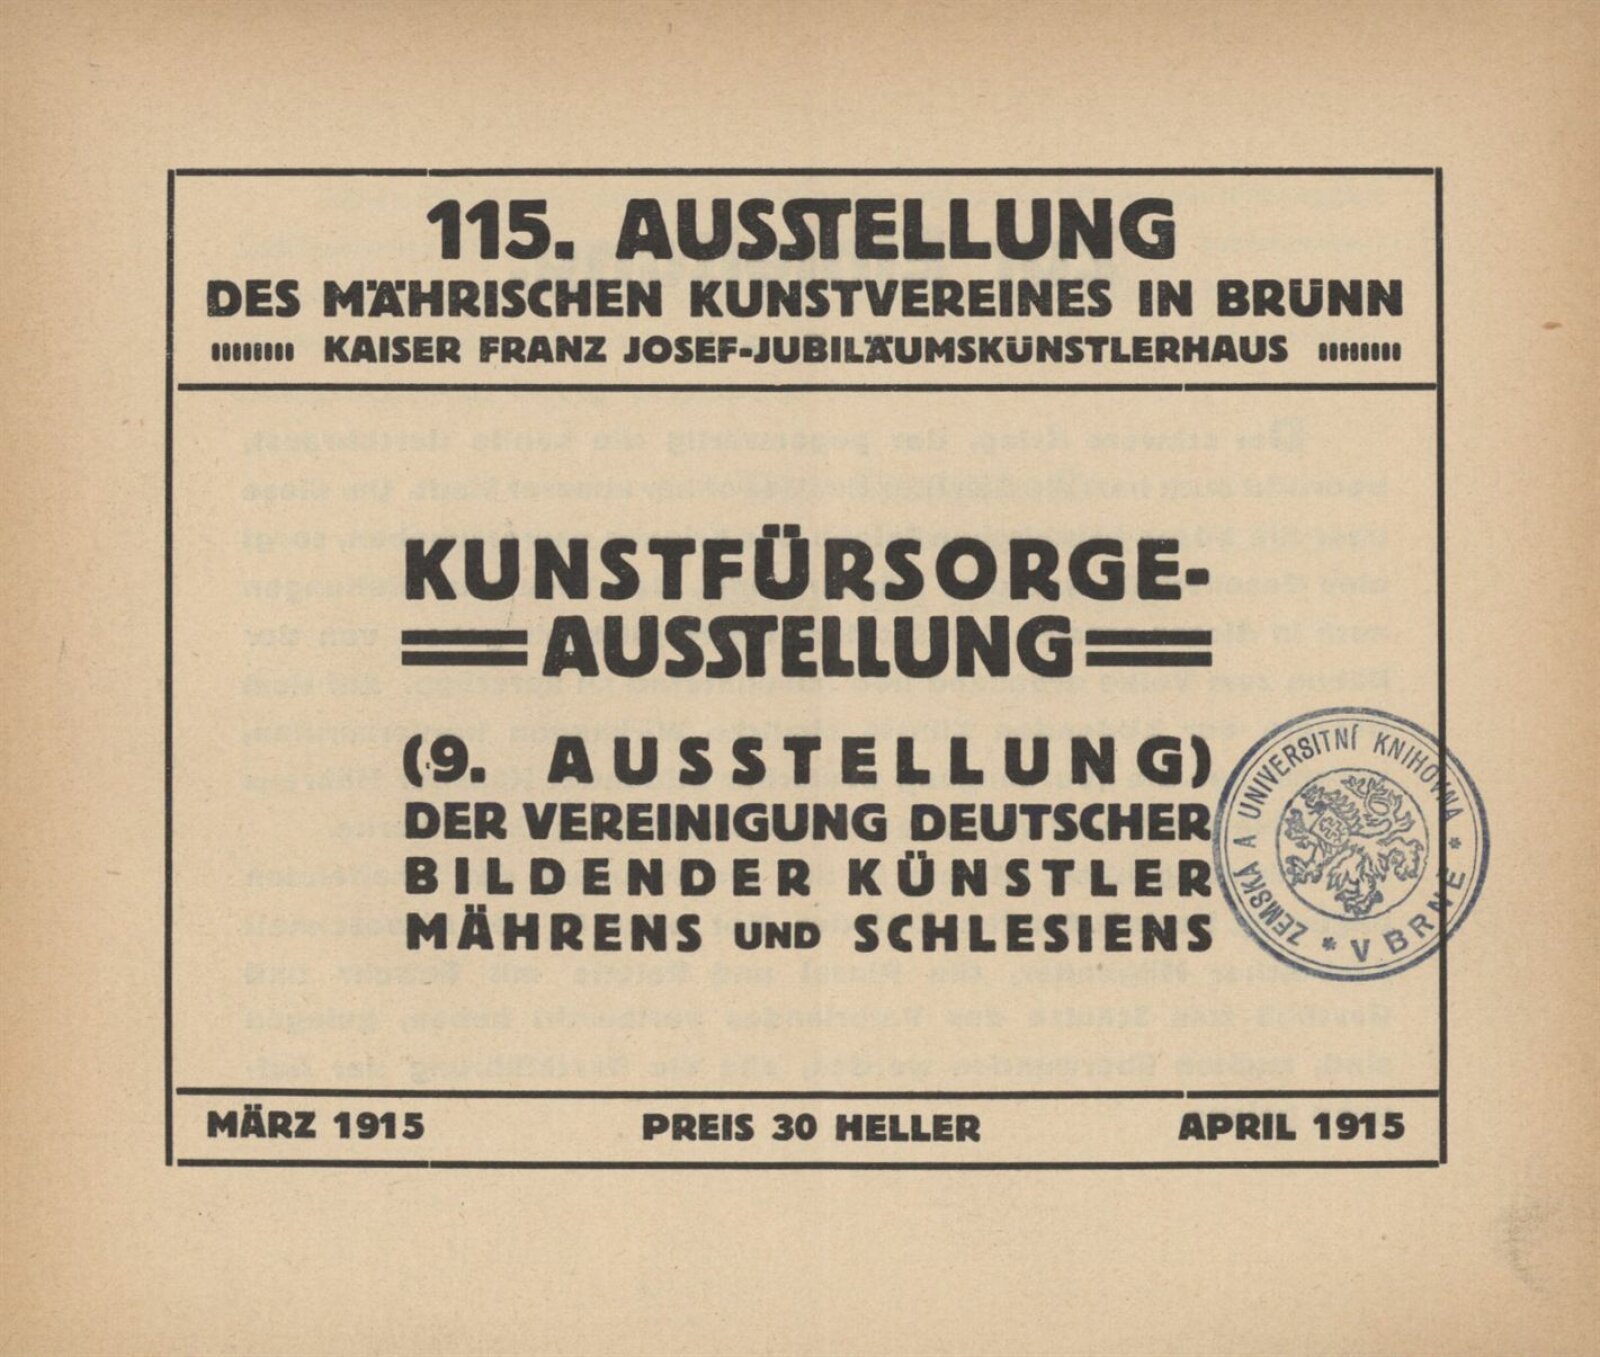 115. AUSSTELLUNG
DES MÄHRISCHEN KUNSTVEREINES IN BRÜNN
KAISER FRANZ JOSEF-JUBILÄUMSKÜNSTLERHAUS
KUNSTFÜRSORGE-
AUSSTELLUNG
(9. AUSSTELLUNG)
DER VEREINIGUNG DEUTSCHER
BILDENDER KÜNSTLER
MÄHRENS UND SCHLESIENS
ZEMSKÁ A UNIVERSITNÍ KNIHOVNA
* V BRNĚ *
MÄRZ 1915 PREIS 30 HELLER APRIL 1915